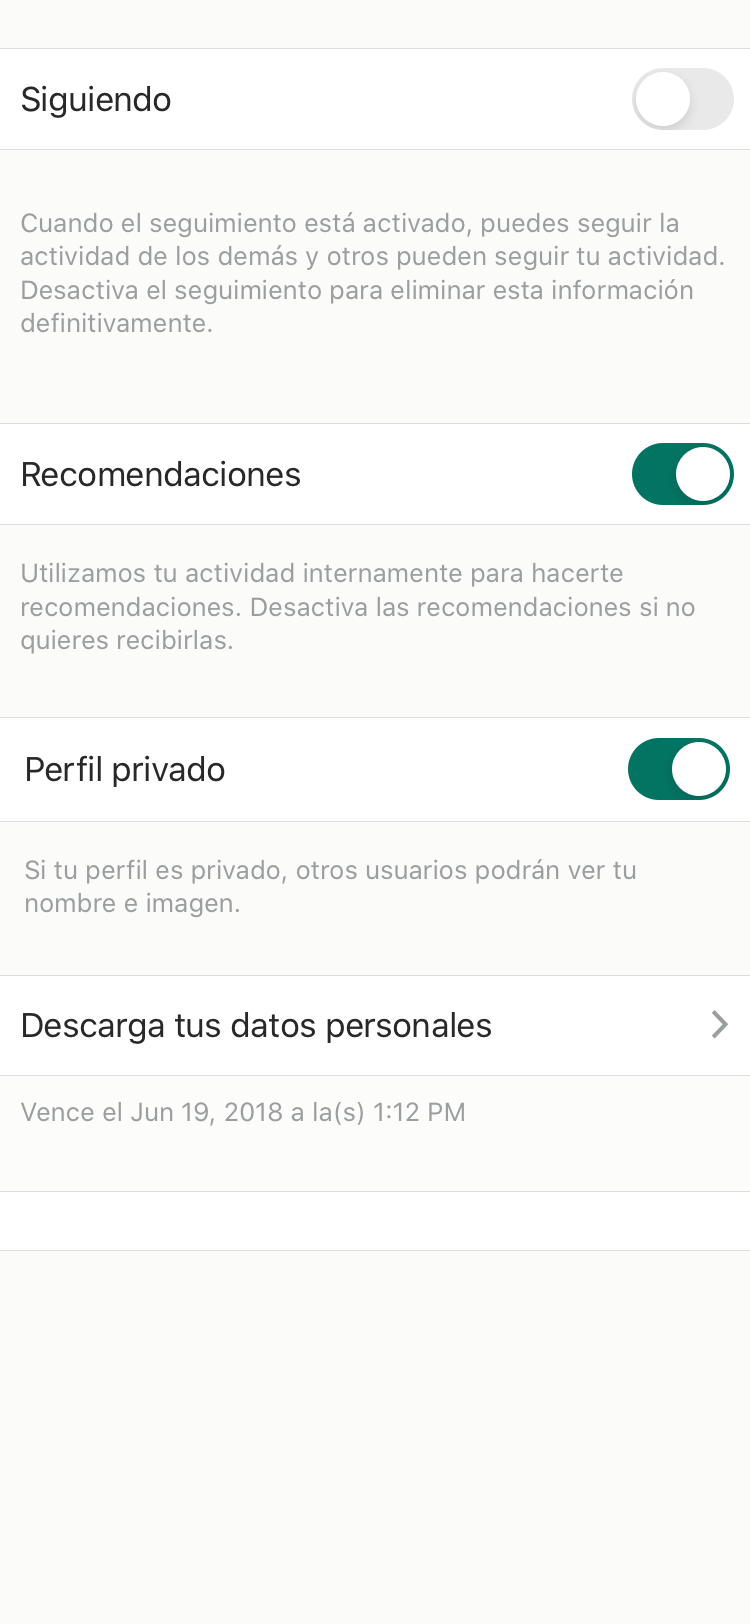 Siguiendo
Cuando el seguimiento está activado, puedes seguir la
actividad de los demás y otros pueden seguir tu actividad.
Desactiva el seguimiento para eliminar esta información
definitivamente.
Recomendaciones
Utilizamos tu actividad internamente para hacerte
recomendaciones. Desactiva las recomendaciones si no
quieres recibirlas.
Perfil privado
Si tu perfil es privado, otros usuarios podrán ver tu
nombre e imagen.
Descarga tus datos personales
Vence el Jun 19, 2018 a la(s) 1:12 PM